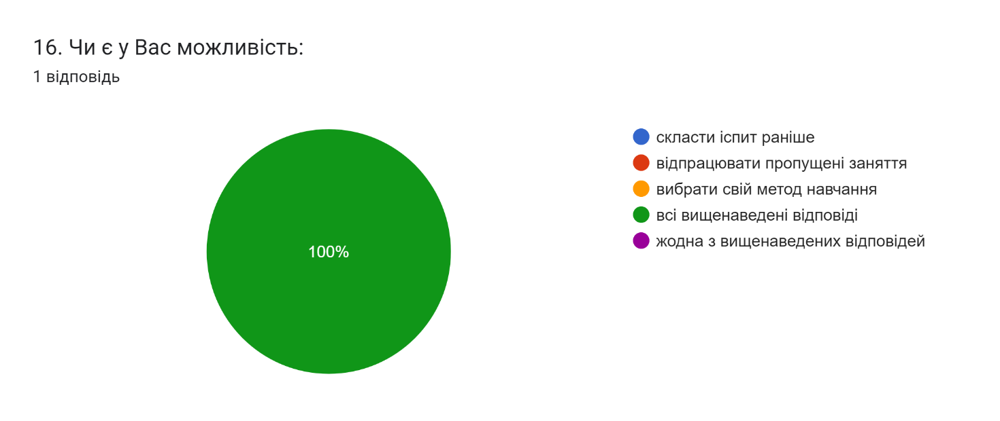 16. Чи є у Вас можливість:
1 відповідь
100%
скласти іспит раніше
відпрацювати пропущені заняття
вибрати свій метод навчання
всі вищенаведені відповіді
жодна з вищенаведених відповідей